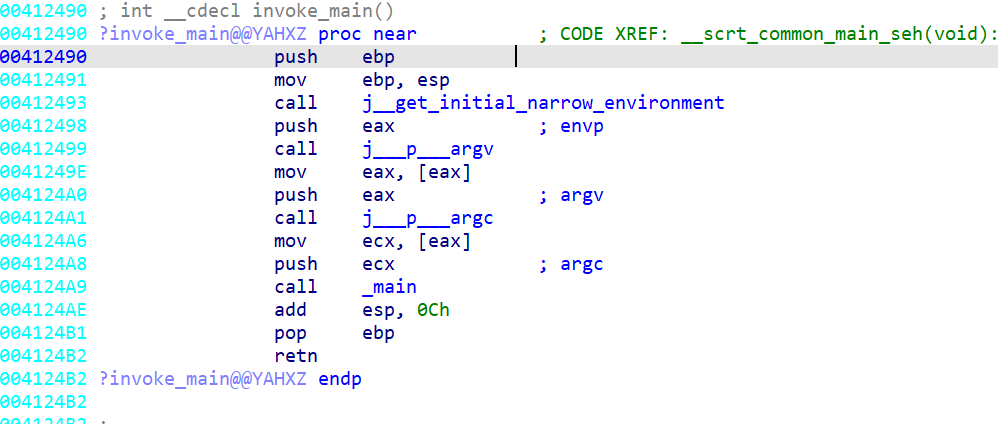 00412490 ; int __cdecl invoke_main()
00412490 ?invoke_main@@YAHXZ proc near ; CODE XREF: __scrt_common_main_seh(void):
00412490 push ebp
00412491 mov ebp, esp
00412493 call j__get_initial_narrow_environment
00412498 push eax ; envp
00412499 call j___p___argv
0041249E mov eax, [eax]
004124A0 push eax ; argv
004124A1 call j___p___argc
004124A6 mov ecx, [eax]
004124A8 push ecx ; argc
004124A9 call _main
004124AE add esp, 0Ch
004124B1 pop ebp
004124B2 retn
004124B2 ?invoke_main@@YAHXZ endp
004124B2
004124B2 ;